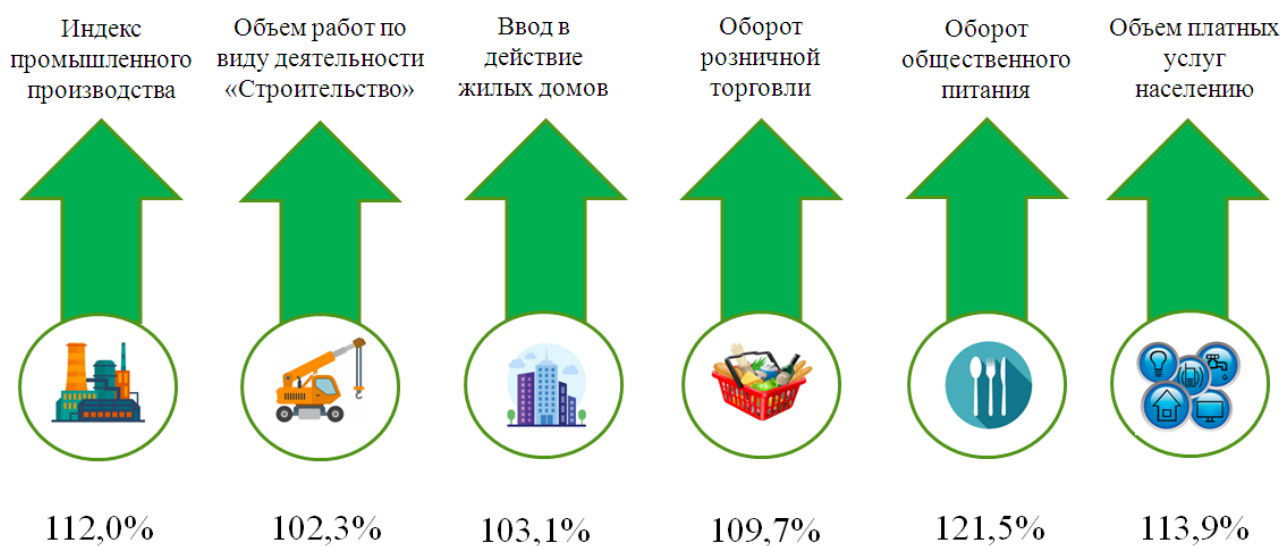 Индекс
промышленного
производства
Объем работ по
виду деятельности
«Строительство»
Ввод в
действие
жилых домов
Оборот
розничной
торговли
Оборот
общественного
питания
Объем платных
услуг
населению
112,0%
102,3%
103,1%
109,7%
121,5%
113,9%